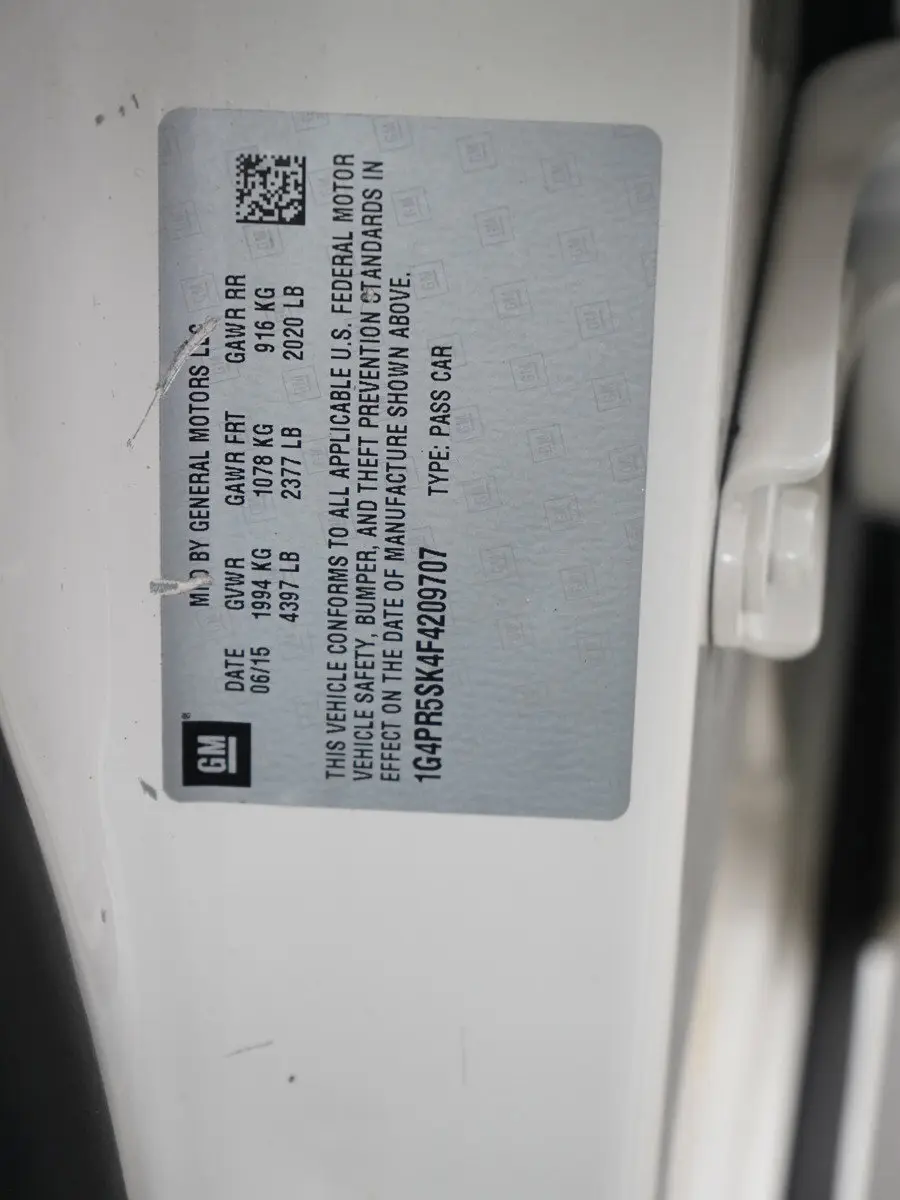 GM
MFD BY GENERAL MOTORS LLC
DATE GVWR GAWR FRT GAWR RR
06/15 1994 KG 1078 KG 916 KG
4397 LB 2377 LB 2020 LB
THIS VEHICLE CONFORMS TO ALL APPLICABLE U.S. FEDERAL MOTOR
VEHICLE SAFETY, BUMPER, AND THEFT PREVENTION STANDARDS IN
EFFECT ON THE DATE OF MANUFACTURE SHOWN ABOVE.
1G4PR5SK4F4209707 TYPE: PASS CAR